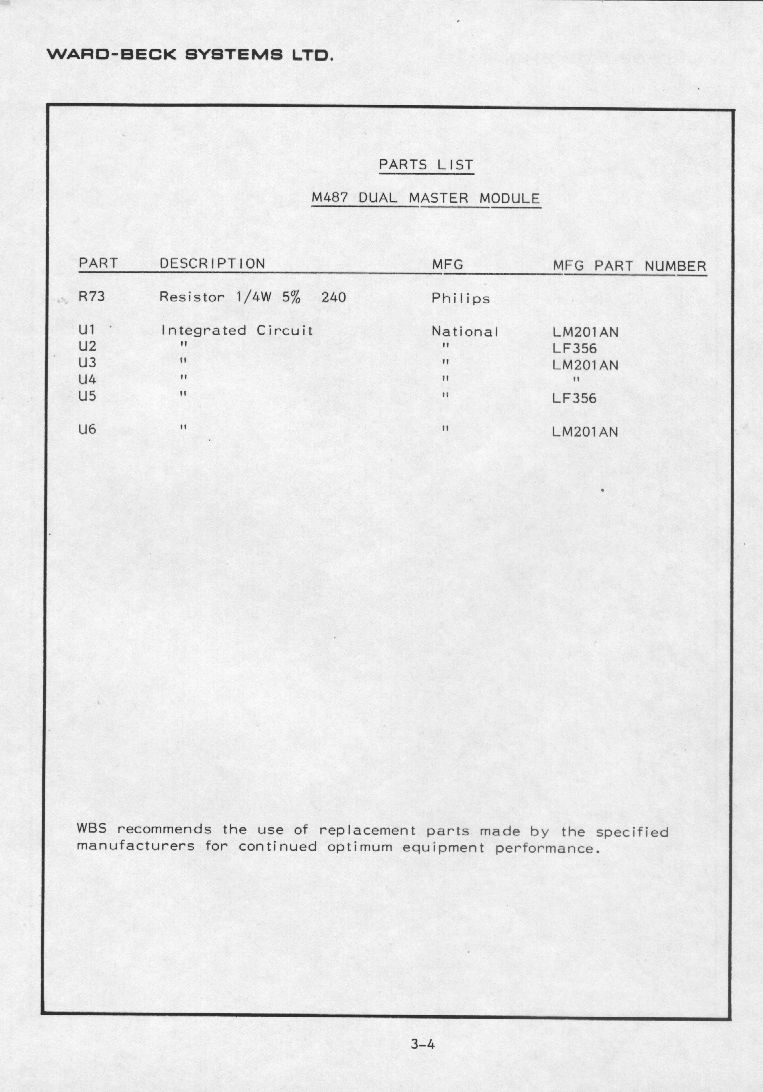 WARD-BECK SYSTEMS LTD.
PARTS LIST
M487 DUAL MASTER MODULE
PART DESCRIPTION MFG MFG PART NUMBER
R73 Resistor 1/4W 5% 240 Philips
U1 Integrated Circuit National LM201AN
U2 " " LF356
U3 " " LM201AN
U4 " " "
U5 " " LF356
U6 " " LM201AN
WBS recommends the use of replacement parts made by the specified
manufacturers for continued optimum equipment performance.
3-4